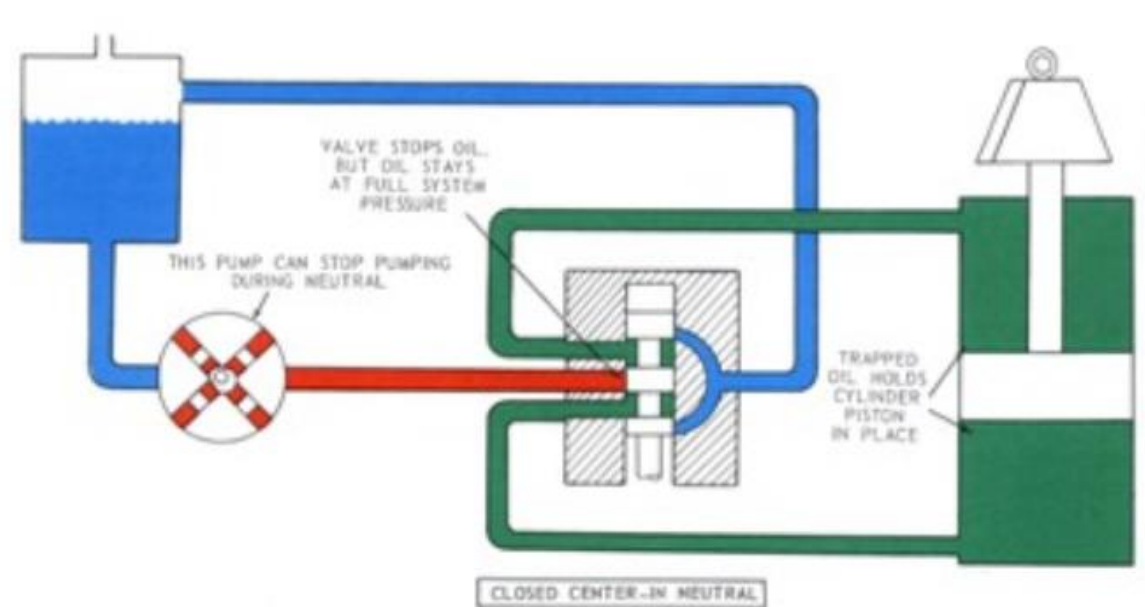 VALVE STOPS OIL,
BUT OIL STAYS
AT FULL SYSTEM
PRESSURE
THIS PUMP CAN STOP PUMPING
DURING NEUTRAL
TRAPPED
OIL HOLDS
CYLINDER
PISTON
IN PLACE
CLOSED CENTER-IN NEUTRAL